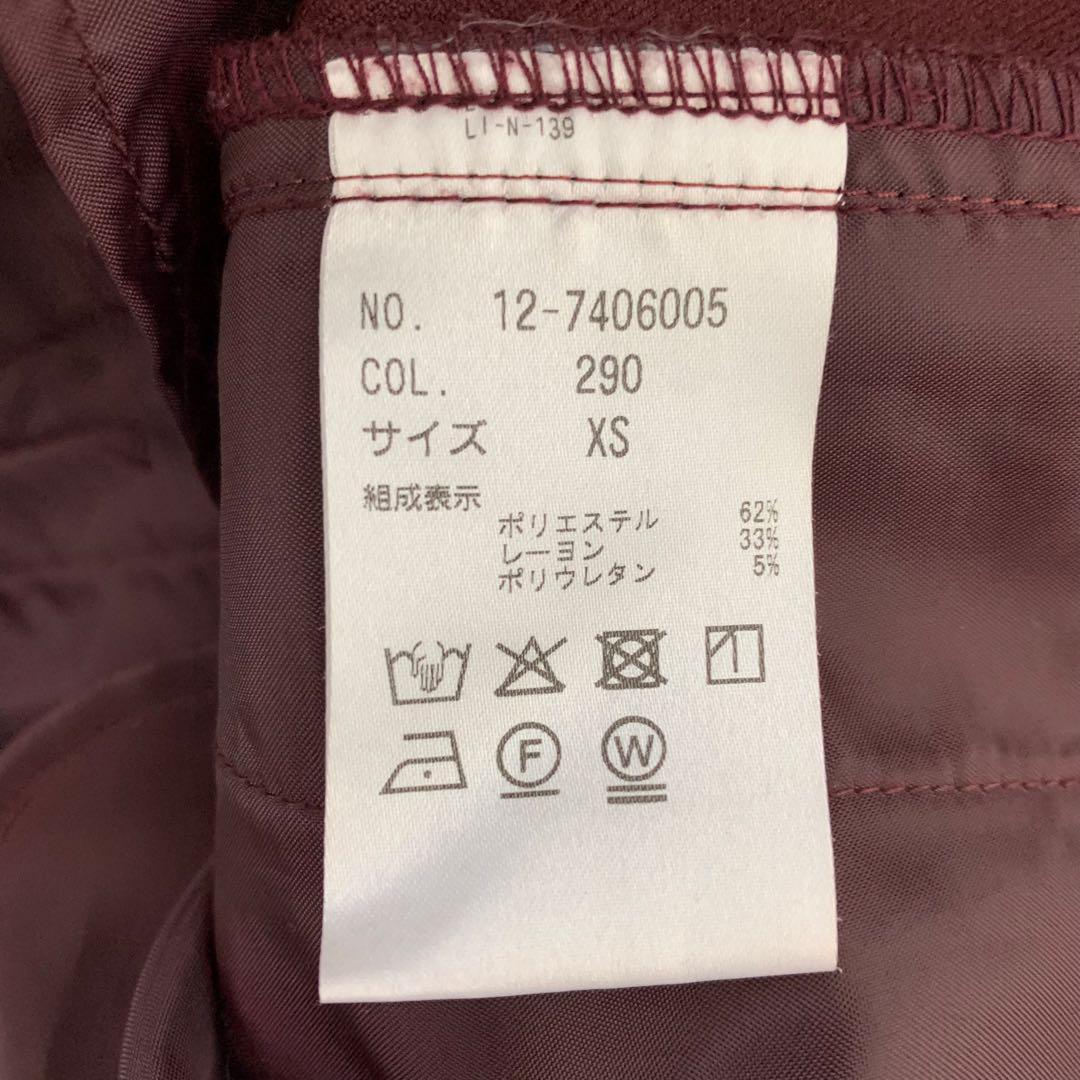 LI-N-139
NO. 12-7406005
COL. 290
サイズ XS
組成表示
ポリエステル 62%
レーヨン 33%
ポリウレタン 5%
F
W